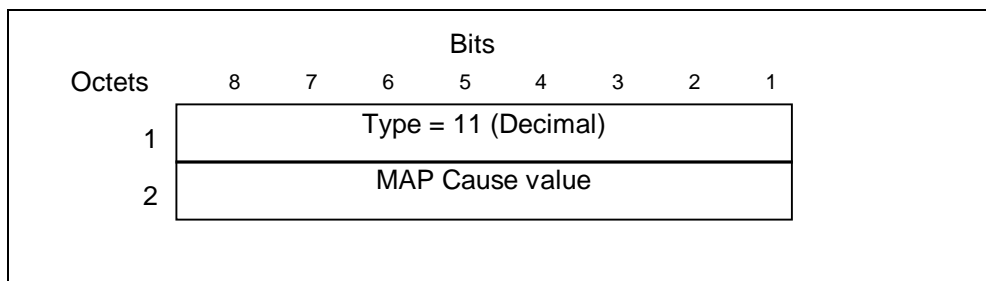 Bits
Octets 8 7 6 5 4 3 2 1
1 Type = 11 (Decimal)
2 MAP Cause value